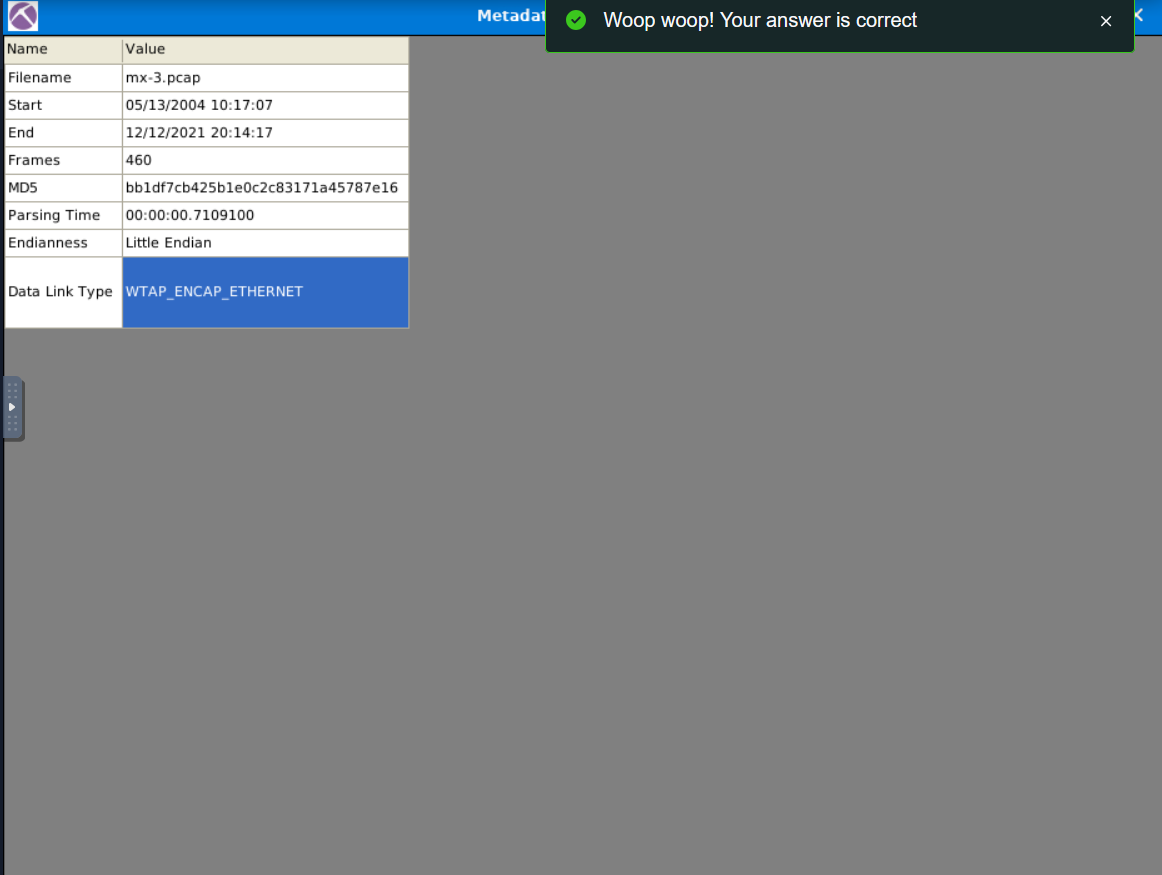 Metadat
Woop woop! Your answer is correct
Name Value
Filename mx-3.pcap
Start 05/13/2004 10:17:07
End 12/12/2021 20:14:17
Frames 460
MD5 bb1df7cb425b1e0c2c83171a45787e16
Parsing Time 00:00:00.7109100
Endianness Little Endian
Data Link Type WTAP_ENCAP_ETHERNET